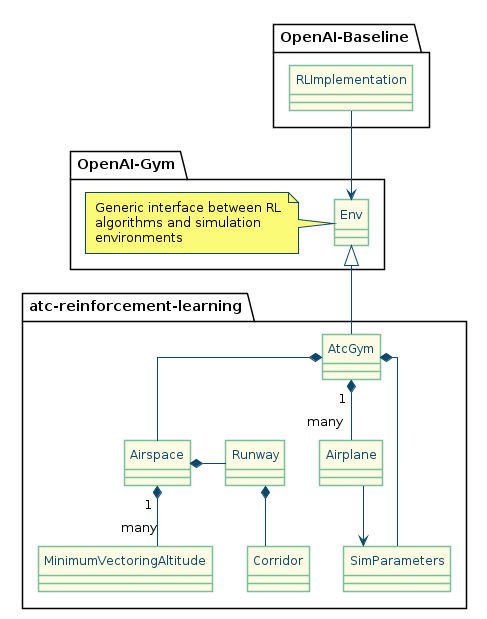 OpenAI-Baseline
RLImplementation
OpenAI-Gym
Generic interface between RL
algorithms and simulation
environments
Env
atc-reinforcement-learning
AtcGym
1
many
Airspace
Runway
Airplane
1
many
MinimumVectoringAltitude
Corridor
SimParameters